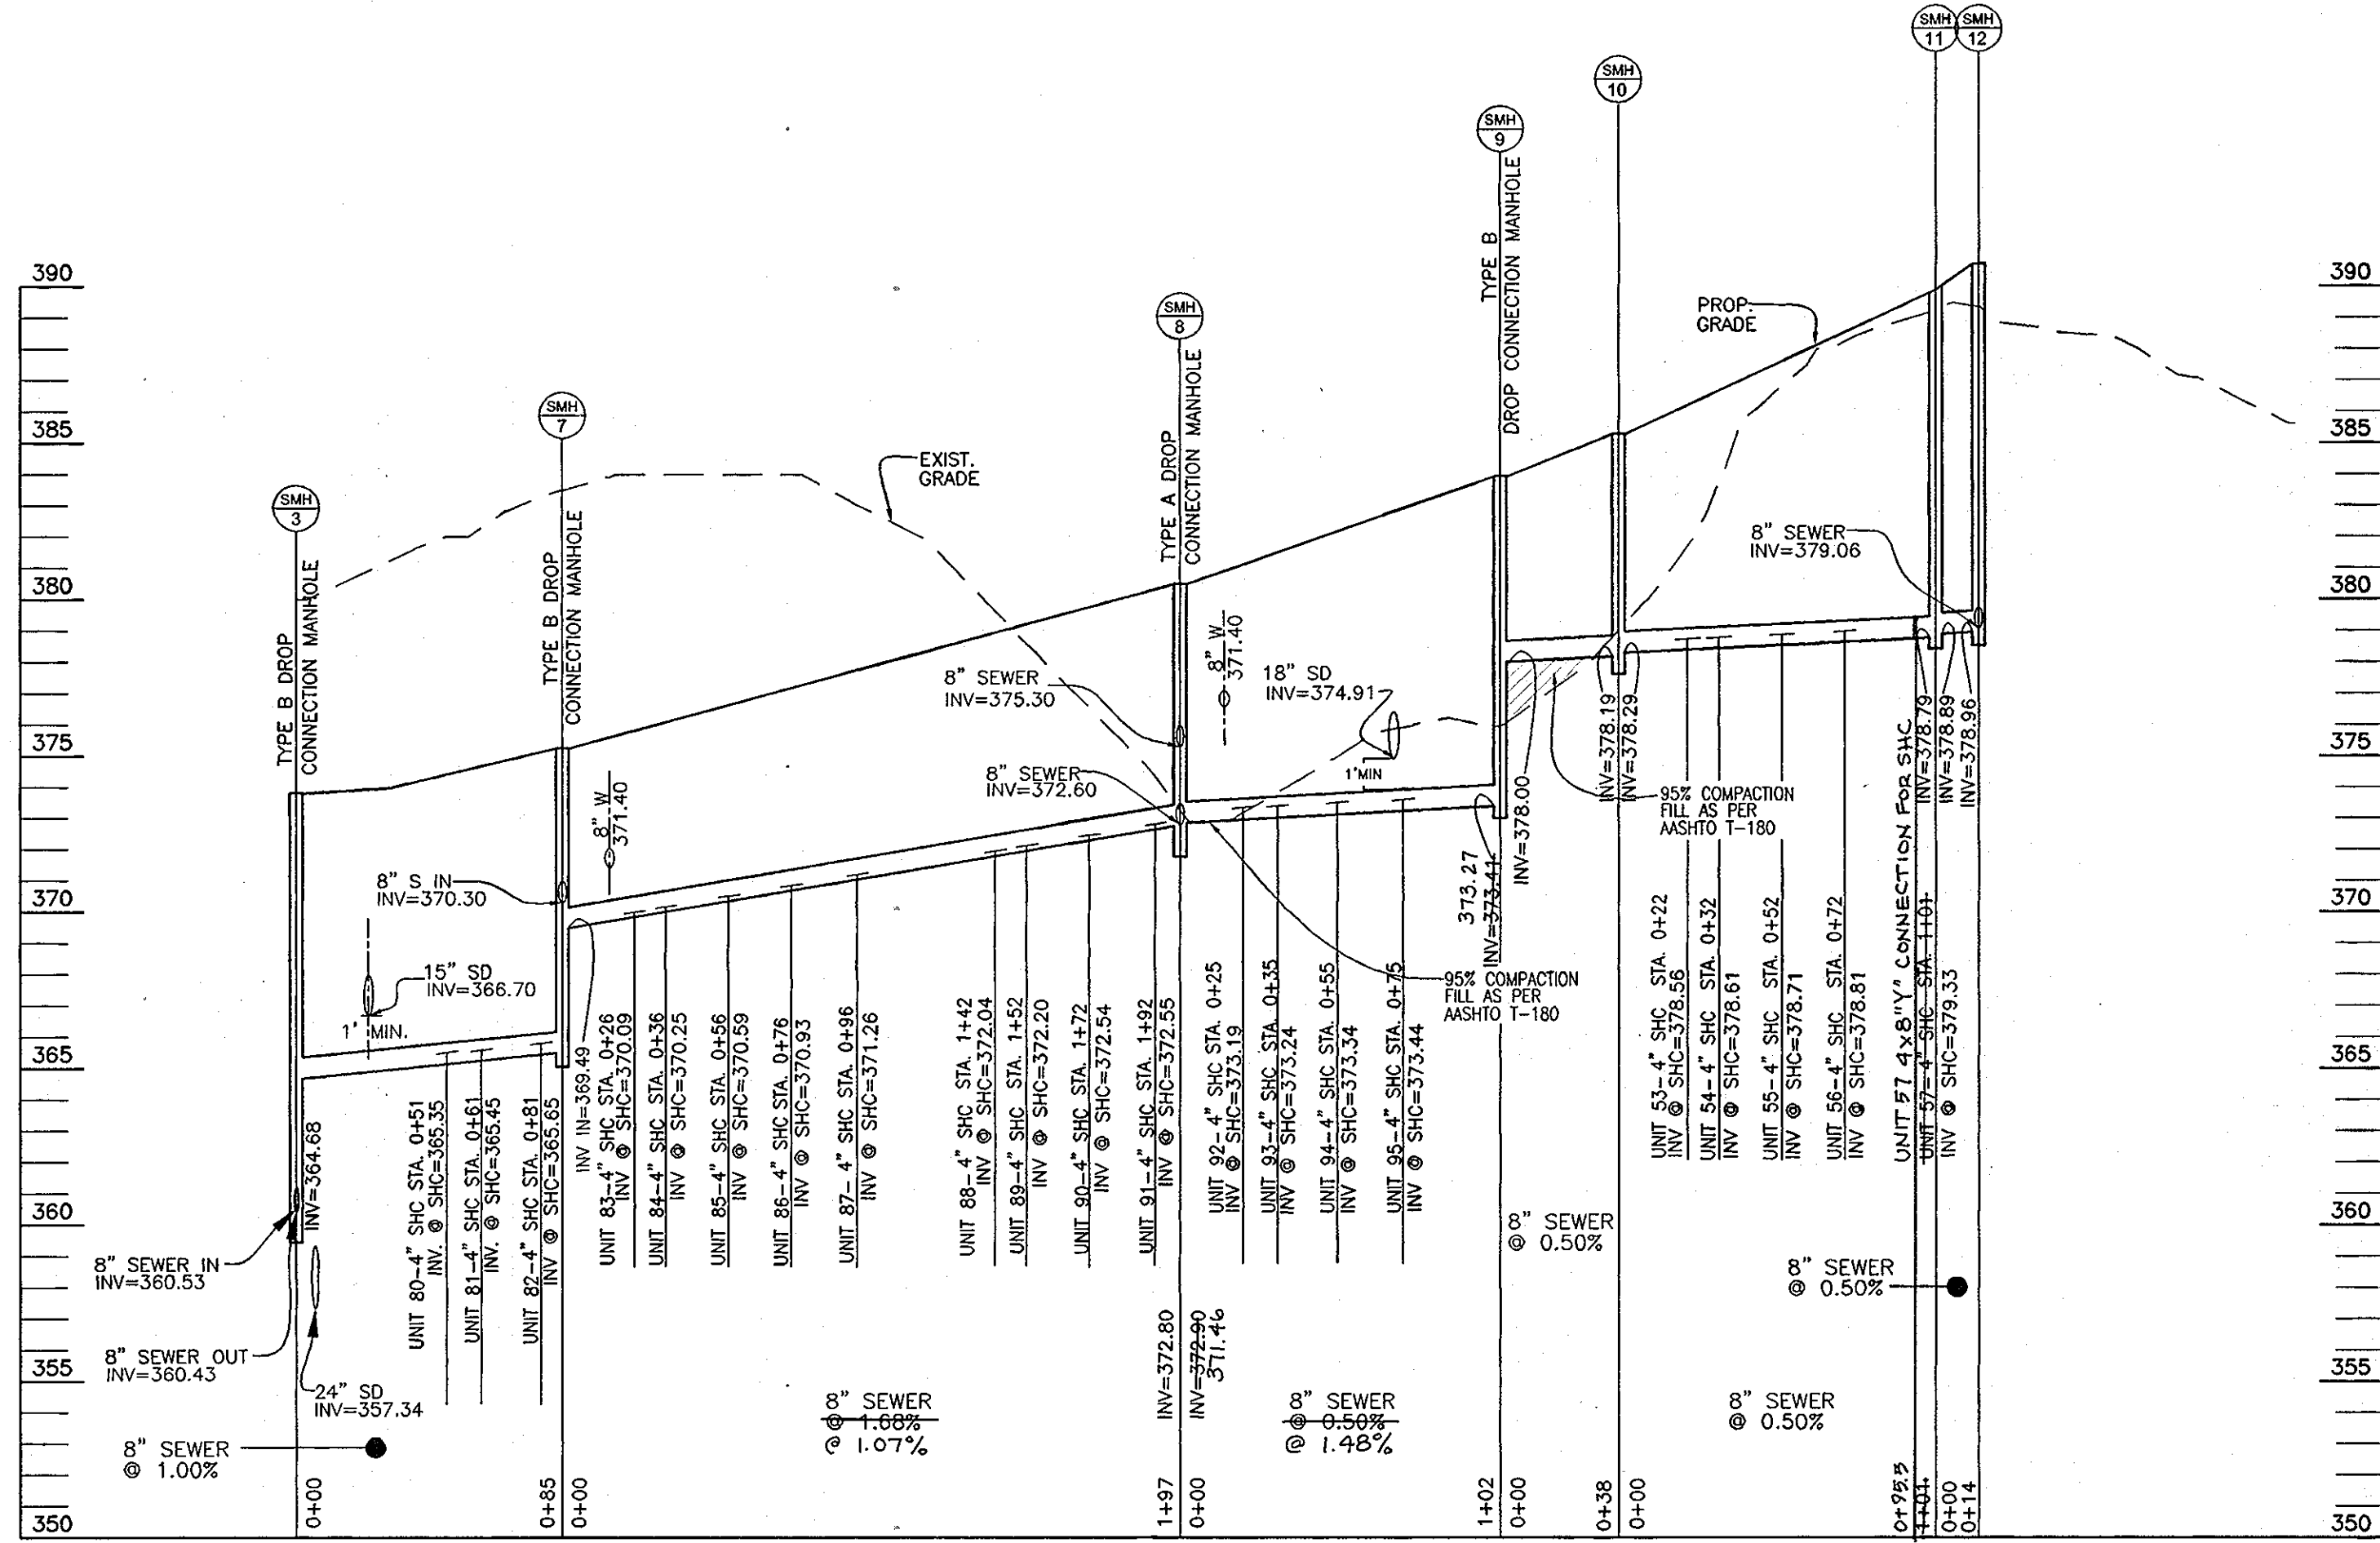 SMH
11
SMH
12
SMH
10
SMH
9
SMH
8
SMH
7
SMH
3
390
385
380
375
370
365
360
355
350
390
385
380
375
370
365
360
355
350
TYPE B DROP
CONNECTION MANHOLE
TYPE B DROP
CONNECTION MANHOLE
TYPE A DROP
CONNECTION MANHOLE
TYPE B
DROP CONNECTION MANHOLE
EXIST.
GRADE
PROP.
GRADE
8" SEWER
INV=379.06
8" SEWER
INV=375.30
8" SEWER
INV=372.60
8" W
371.40
18" SD
INV=374.91
1'MIN
8" W
371.40
8" S IN
INV=370.30
15" SD
INV=366.70
1' MIN.
INV=364.68
8" SEWER IN
INV=360.53
8" SEWER OUT
INV=360.43
24" SD
INV=357.34
8" SEWER
@ 1.00%
UNIT 80-4" SHC STA. 0+51
INV. @ SHC=365.35
UNIT 81-4" SHC STA. 0+61
INV. @ SHC=365.45
UNIT 82-4" SHC STA. 0+81
INV @ SHC=365.65
INV IN=369.49
UNIT 83-4" SHC STA. 0+26
INV @ SHC=370.09
UNIT 84-4" SHC STA. 0+36
INV @ SHC=370.25
UNIT 85-4" SHC STA. 0+56
INV @ SHC=370.59
UNIT 86-4" SHC STA. 0+76
INV @ SHC=370.93
UNIT 87- 4" SHC STA. 0+96
INV @ SHC=371.26
UNIT 88-4" SHC STA. 1+42
INV @ SHC=372.04
UNIT 89-4" SHC STA. 1+52
INV @ SHC=372.20
UNIT 90-4" SHC STA. 1+72
INV @ SHC=372.54
UNIT 91-4" SHC STA. 1+92
INV @ SHC=372.55
UNIT 92-4" SHC STA. 0+25
INV @ SHC=373.19
UNIT 93-4" SHC STA. 0+35
INV @ SHC=373.24
UNIT 94-4" SHC STA. 0+55
INV @ SHC=373.34
UNIT 95-4" SHC STA. 0+75
INV @ SHC=373.44
95% COMPACTION
FILL AS PER
AASHTO T-180
373.27
INV=373.41
INV=378.00
INV=378.19
INV=378.29
95% COMPACTION
FILL AS PER
AASHTO T-180
UNIT 53-4" SHC STA. 0+22
INV @ SHC=378.56
UNIT 54-4" SHC STA. 0+32
INV @ SHC=378.61
UNIT 55-4" SHC STA. 0+52
INV @ SHC=378.71
UNIT 56-4" SHC STA. 0+72
INV @ SHC=378.81
UNIT 57 4x8"Y" CONNECTION FOR SHC
UNIT 57-4" SHC STA. 1+01
INV @ SHC=379.33
INV=378.79
INV=378.89
INV=378.96
8" SEWER
@ 1.68%
@ 1.07%
INV=372.80
INV=372.90
371.46
8" SEWER
@ 0.50%
@ 1.48%
8" SEWER
@ 0.50%
8" SEWER
@ 0.50%
8" SEWER
@ 0.50%
0+00
0+85
0+00
1+97
0+00
1+02
0+00
0+38
0+00
0+95.5
1+01
0+00
0+14